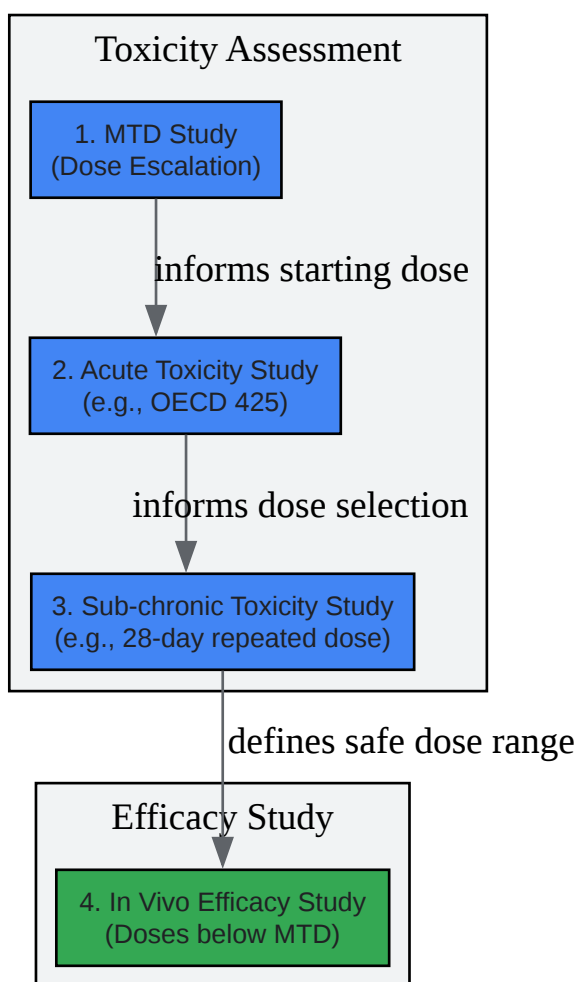 Toxicity Assessment
1. MTD Study
(Dose Escalation)
informs starting dose
2. Acute Toxicity Study
(e.g., OECD 425)
informs dose selection
3. Sub-chronic Toxicity Study
(e.g., 28-day repeated dose)
defines safe dose range
Efficacy Study
4. In Vivo Efficacy Study
(Doses below MTD)